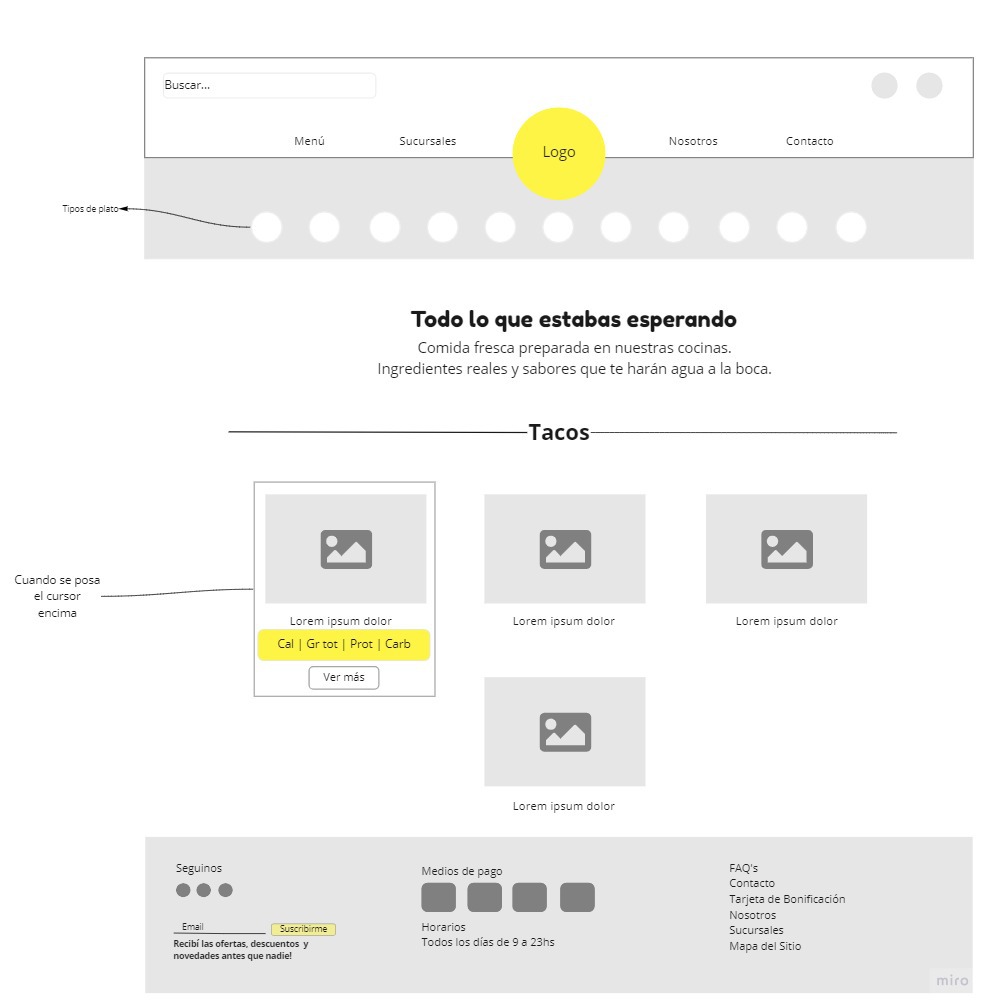 Buscar...
Menú
Sucursales
Logo
Nosotros
Contacto
Tipos de plato
Todo lo que estabas esperando
Comida fresca preparada en nuestras cocinas.
Ingredientes reales y sabores que te harán agua a la boca.
Tacos
Cuando se posa
el cursor
encima
Lorem ipsum dolor
Cal | Gr tot | Prot | Carb
Ver más
Lorem ipsum dolor
Lorem ipsum dolor
Lorem ipsum dolor
Seguinos
Email
Suscribirme
Recibí las ofertas, descuentos y
novedades antes que nadie!
Medios de pago
Horarios
Todos los días de 9 a 23hs
FAQ's
Contacto
Tarjeta de Bonificación
Nosotros
Sucursales
Mapa del Sitio
miro